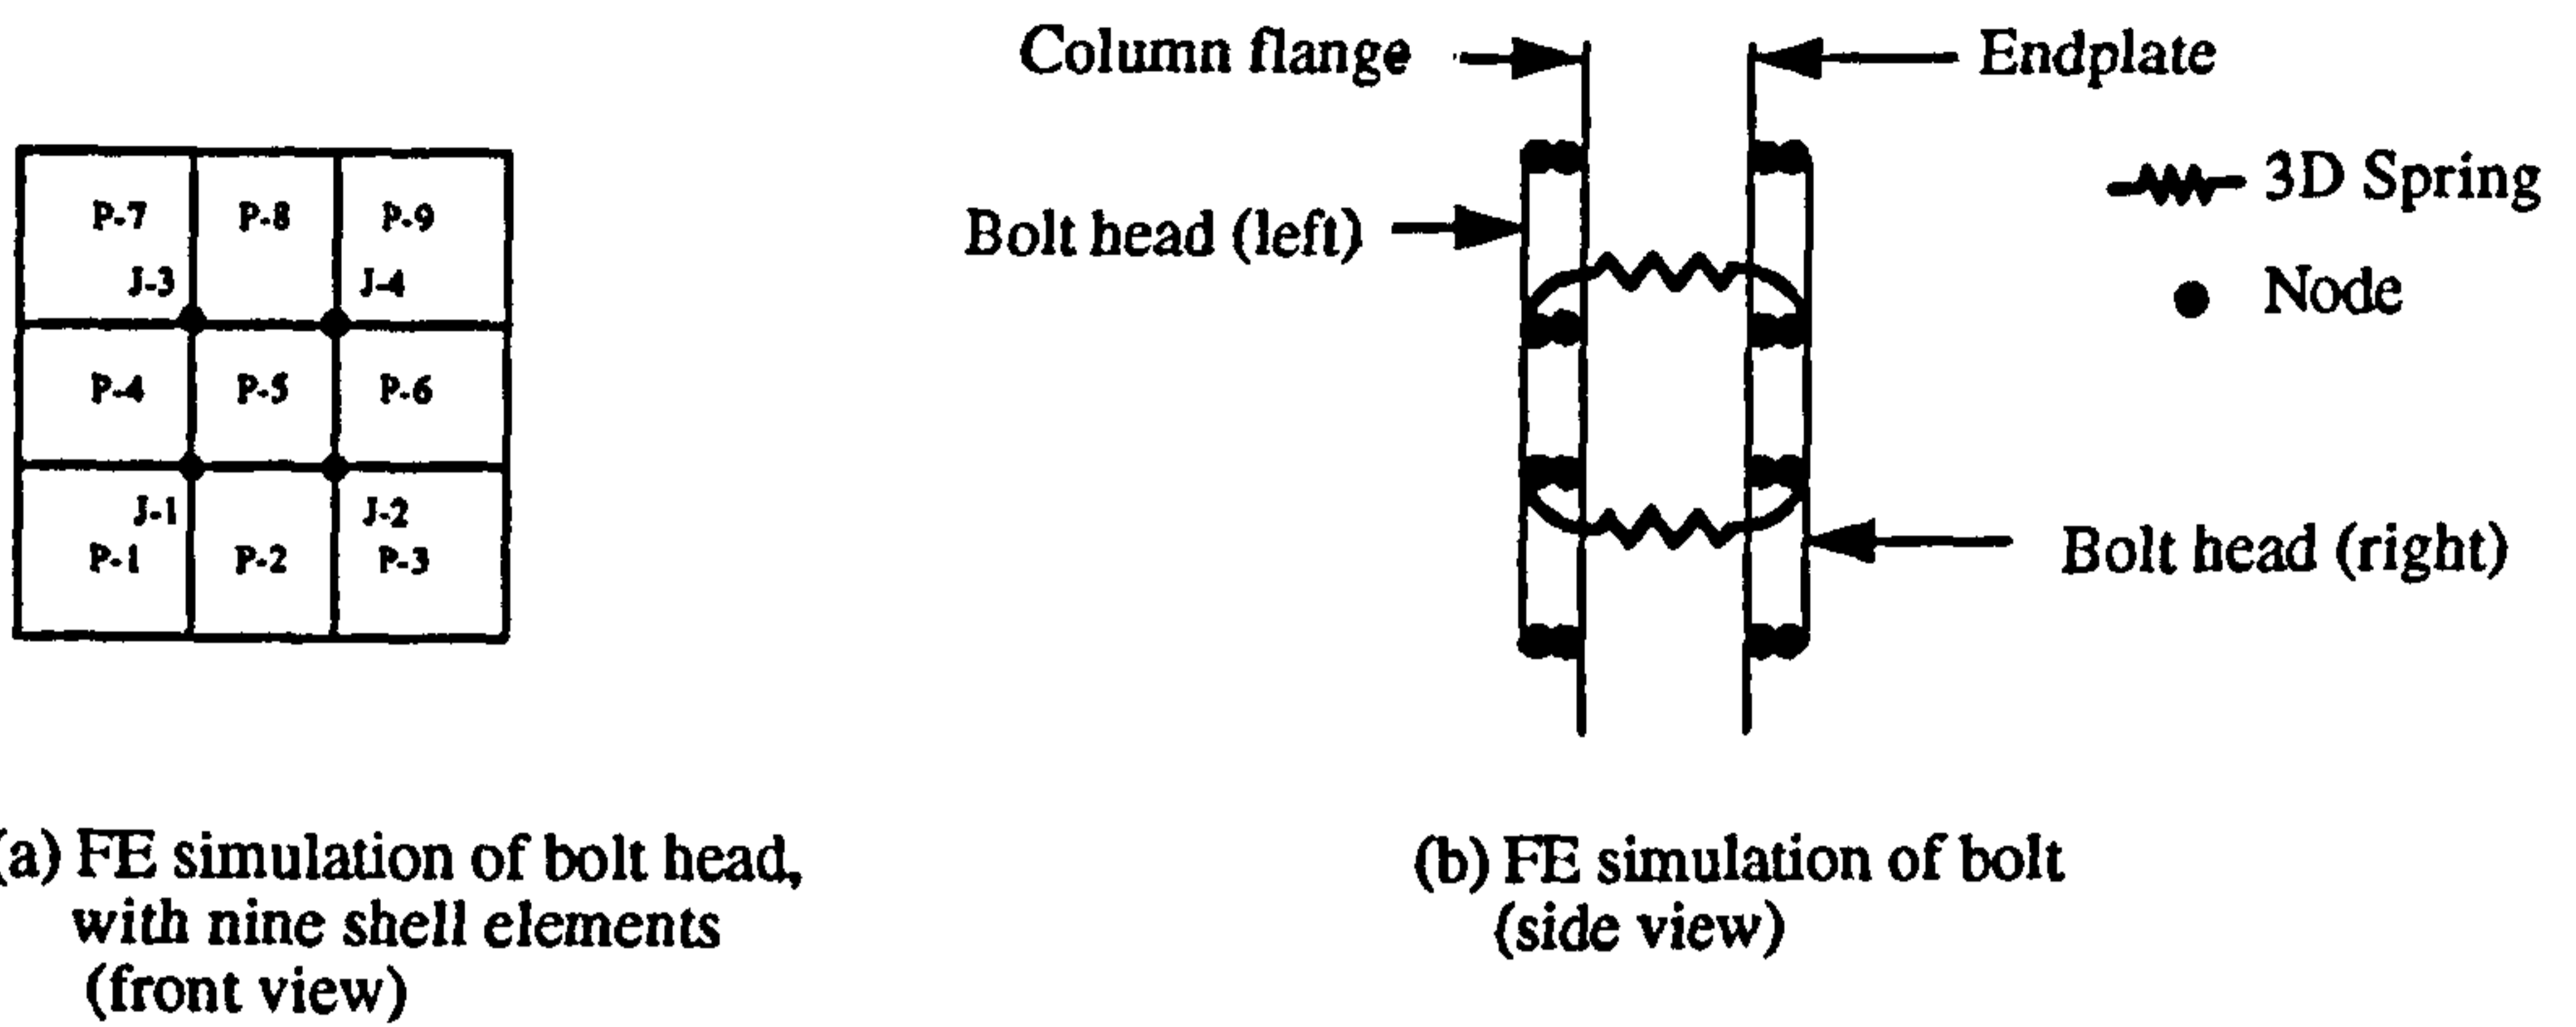 Column flange
Endplate
P-7 P-8 P-9
3D Spring
Bolt head (left)
J-3 J-4
Node
P-4 P-5 P-6
J-1 J-2
P-1 P-2 P-3
Bolt head (right)
(a) FE simulation of bolt head,
with nine shell elements
(front view)
(b) FE simulation of bolt
(side view)